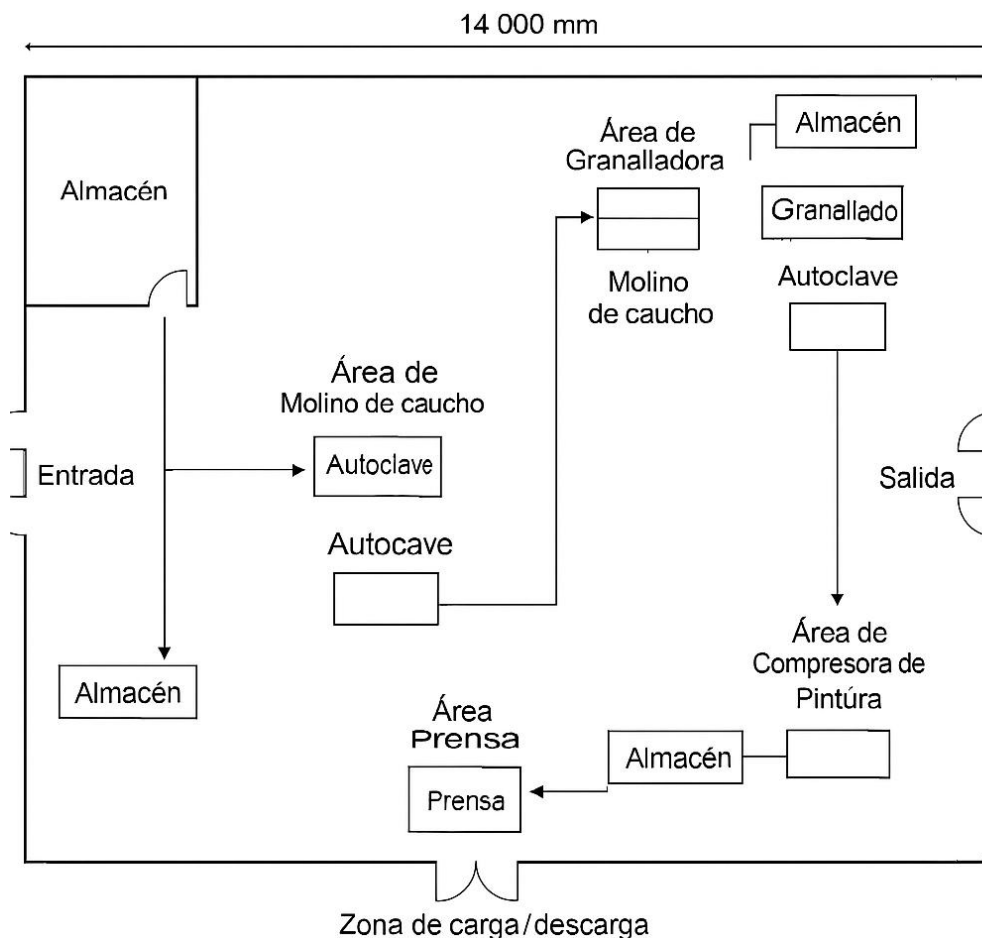 14 000 mm
Almacén
Área de
Granalladora
Almacén
Granallado
Molino
de caucho
Autoclave
Área de
Molino de caucho
Autoclave
Entrada
Salida
Autocave
Almacén
Área de
Compresora de
Pintúra
Área
Prensa
Almacén
Prensa
Zona de carga/descarga